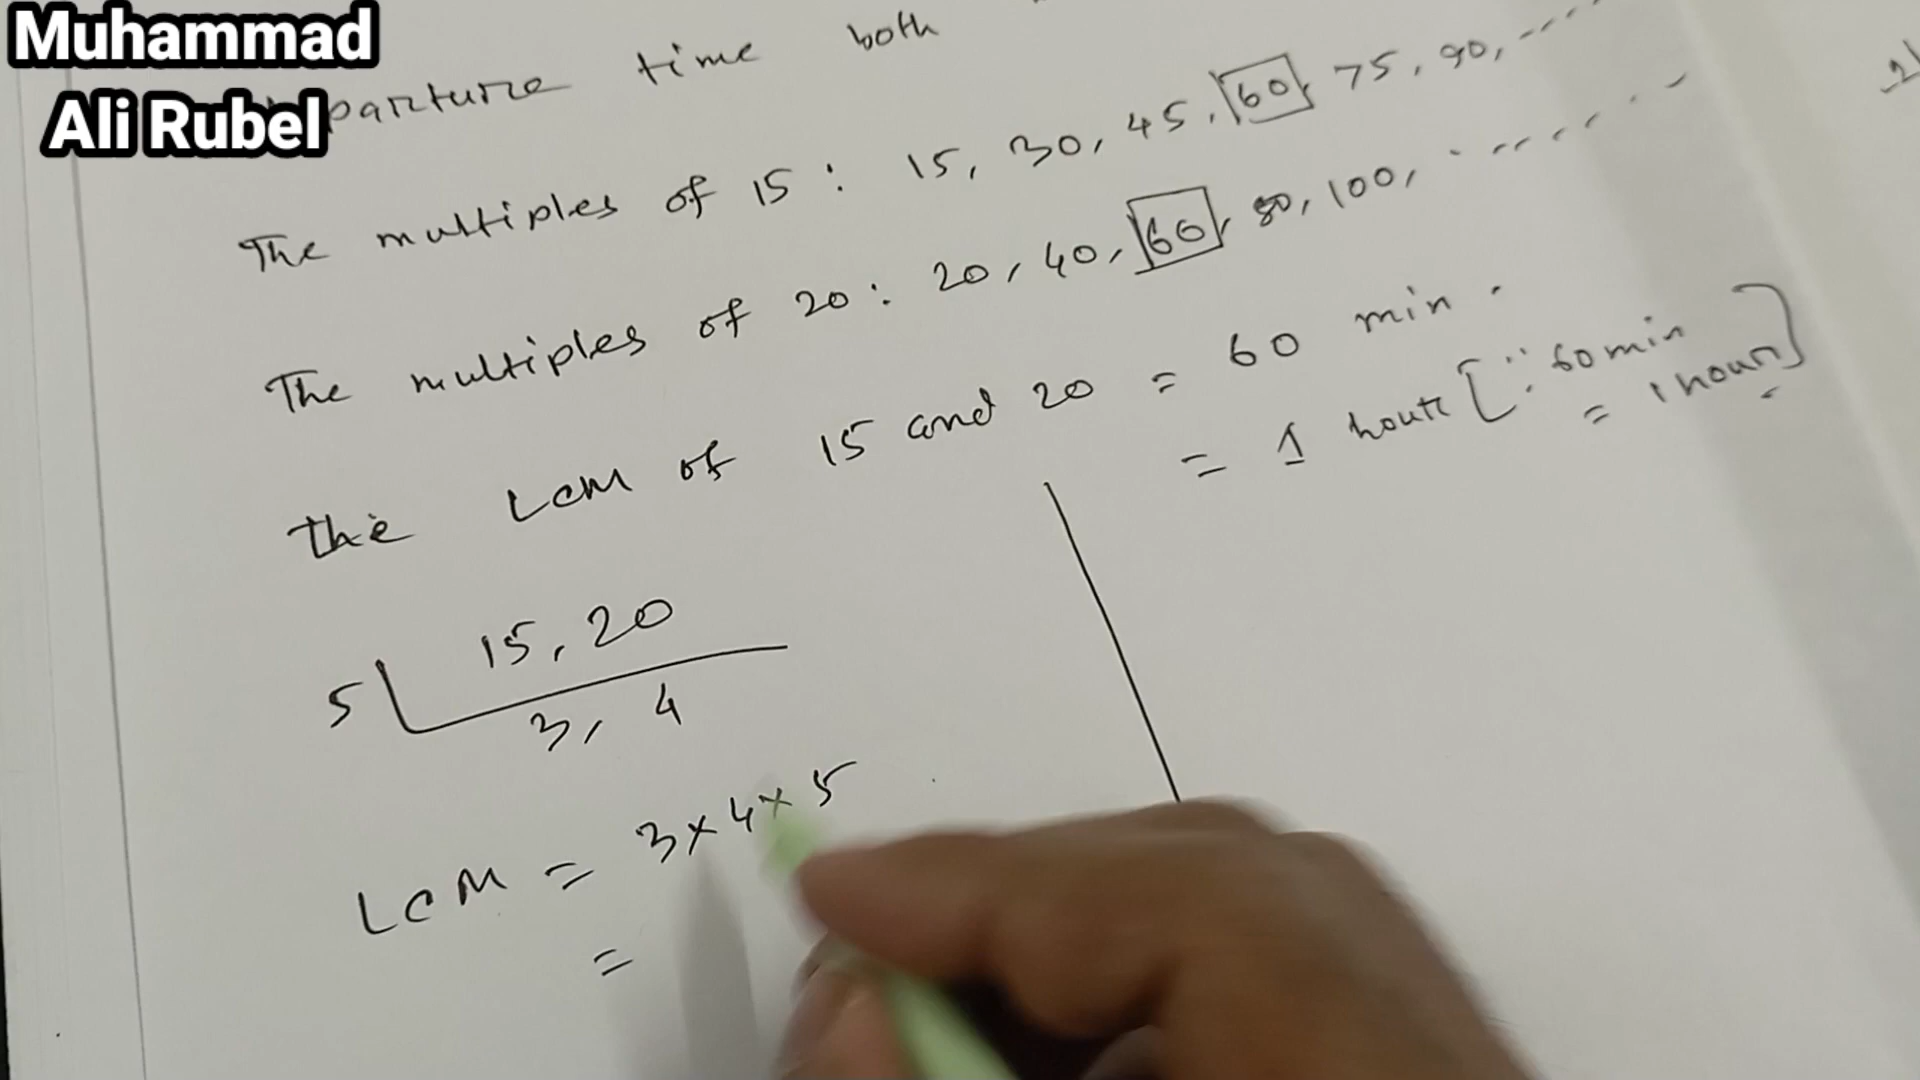 Muhammad
Ali Rubel
parture time both
The multiples of 15 : 15, 30, 45, 60, 75, 90, ----
The multiples of 20 : 20, 40, 60, 80, 100, -------
the LCM of 15 and 20 = 60 min.
= 1 hour [∵ 60 min
= 1 hour]
15, 20
5
3, 4
LCM = 3 x 4 x 5
=